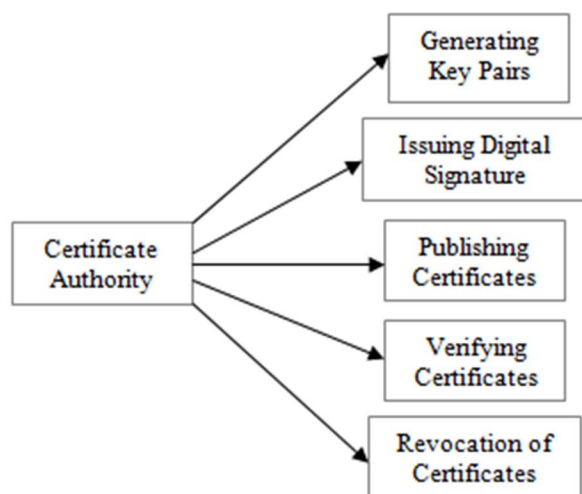 Generating
Key Pairs
Issuing Digital
Signature
Certificate
Authority
Publishing
Certificates
Verifying
Certificates
Revocation of
Certificates